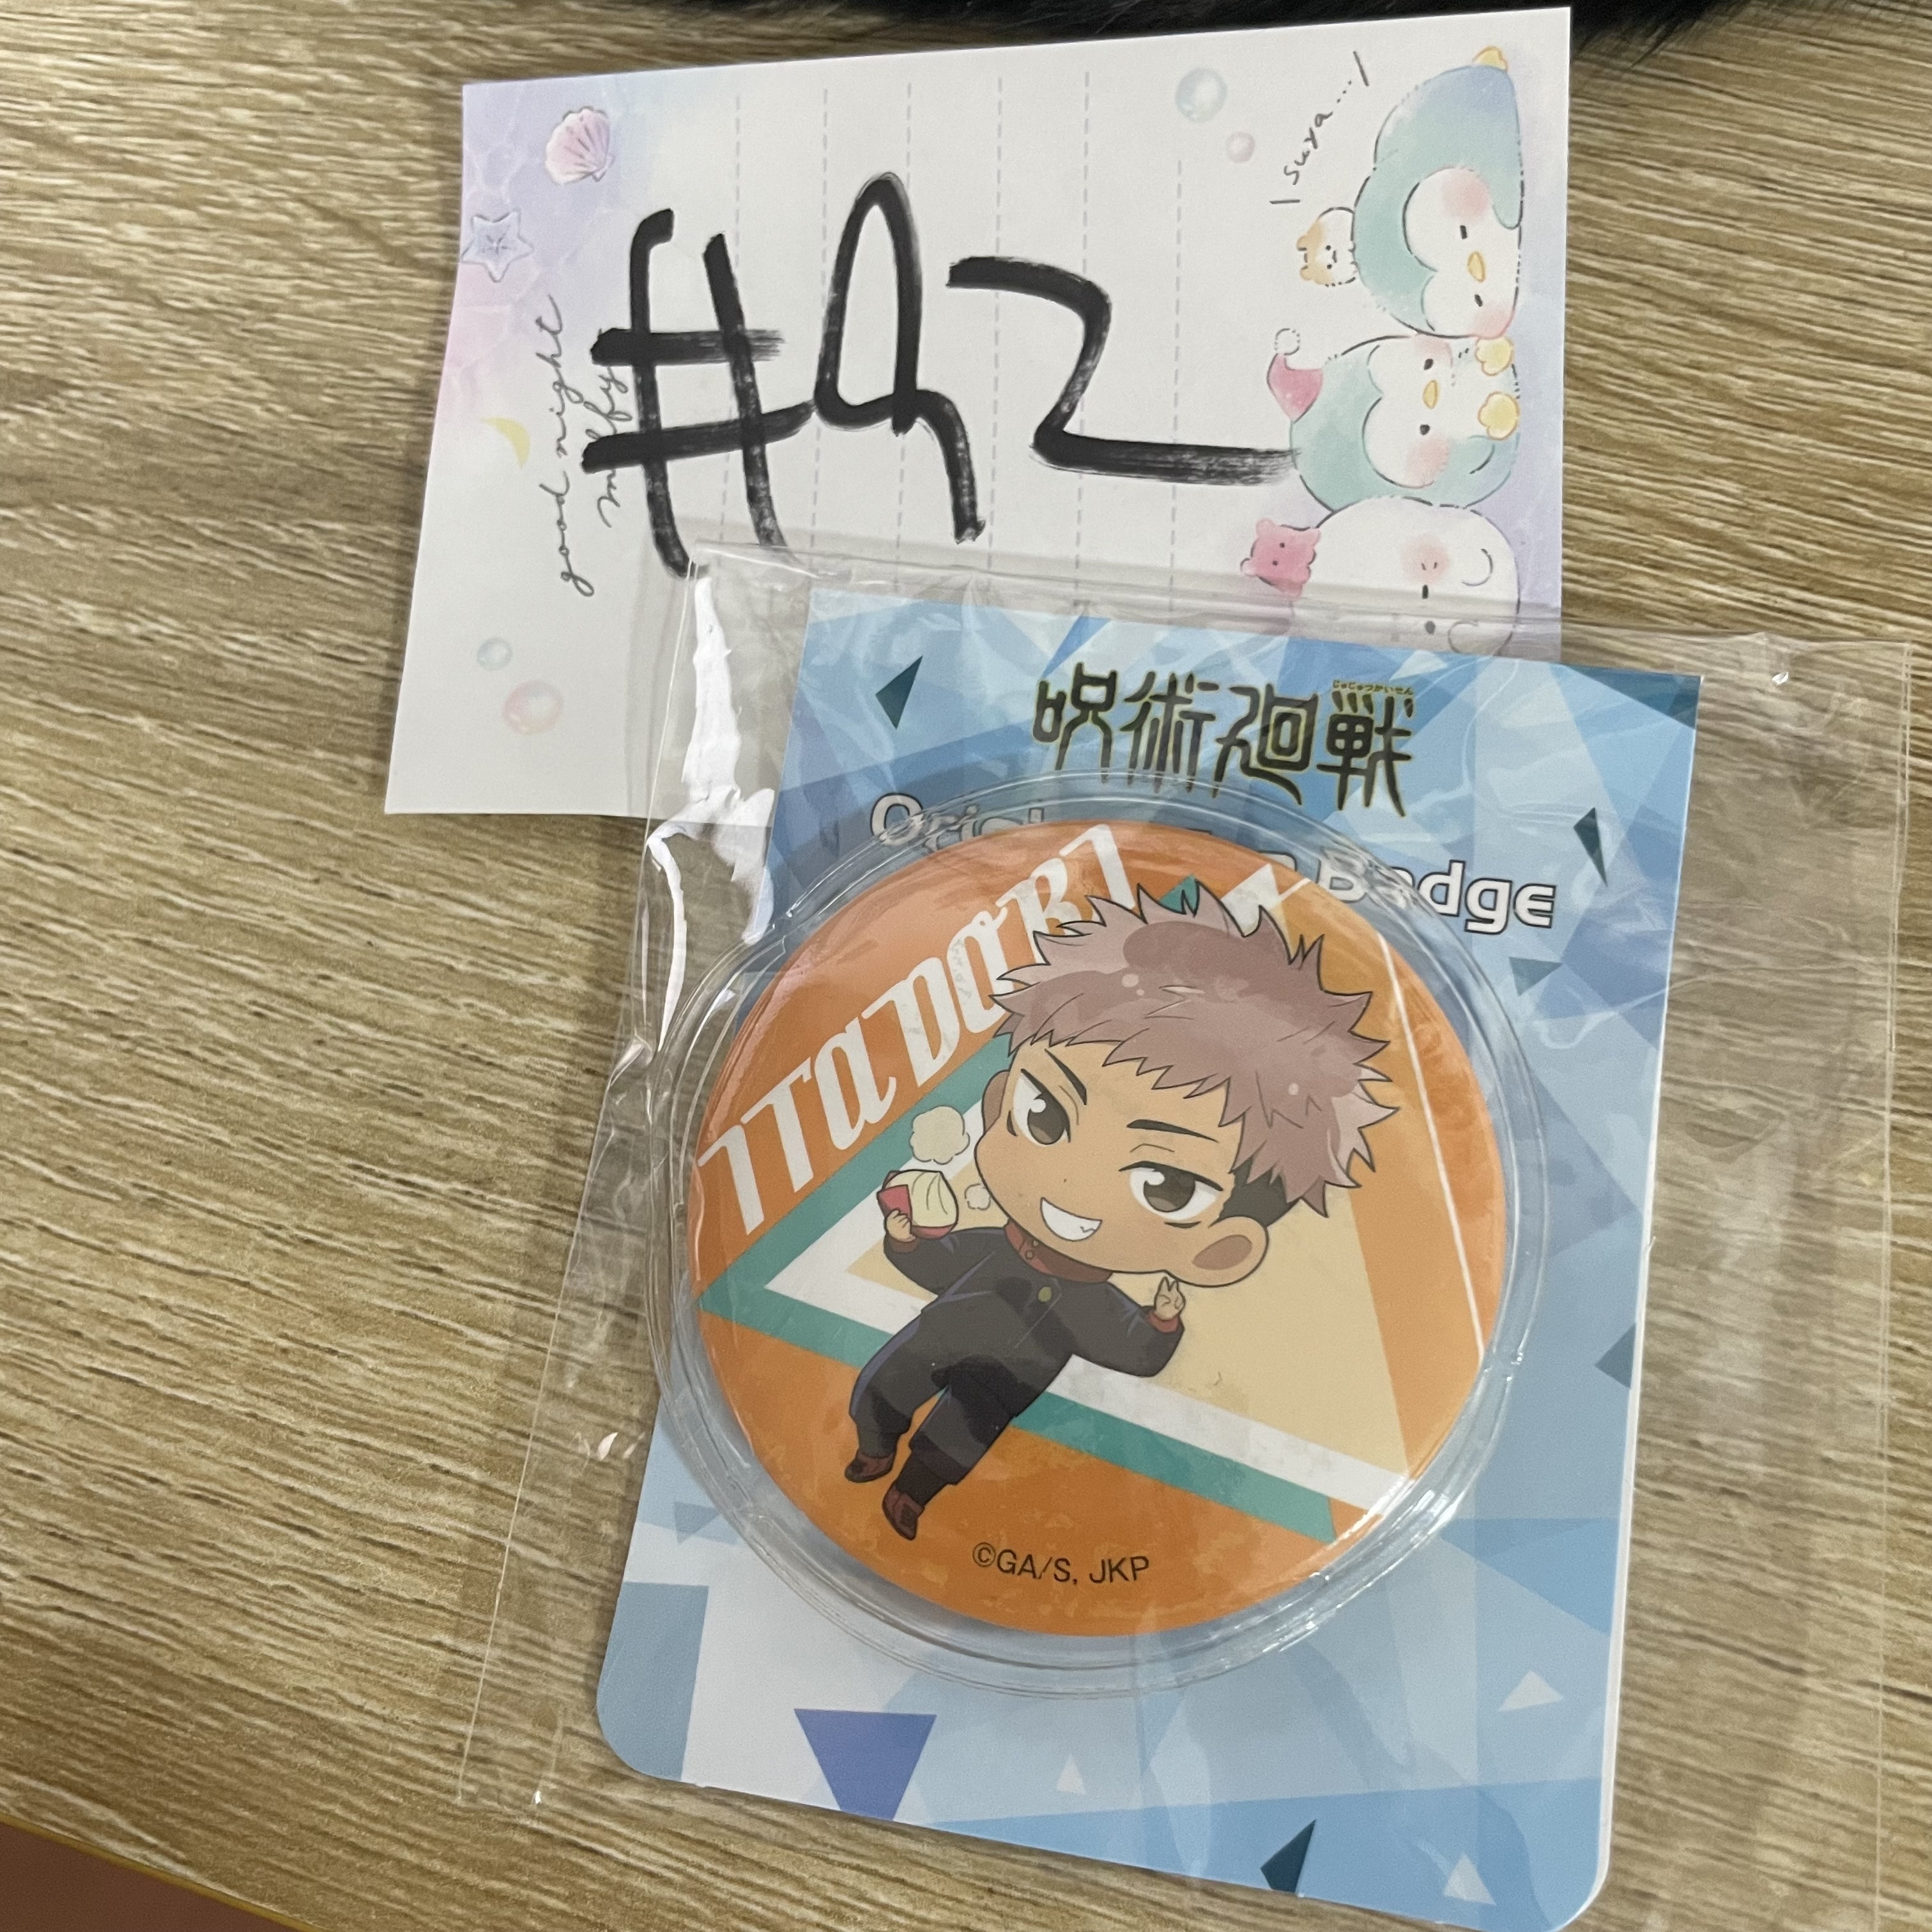 #92
\ suya.... /
good night
mofy
じゅじゅつかいせん
呪術廻戦
Badge
ITADORI
©GA/S, JKP